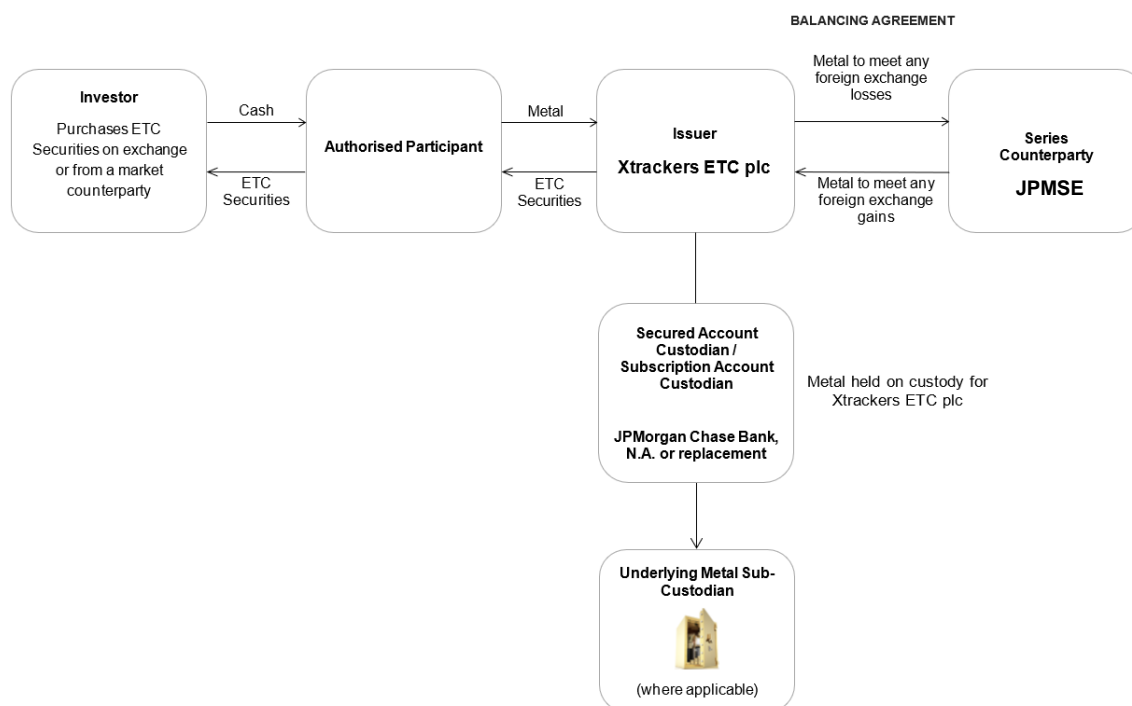 BALANCING AGREEMENT
Investor
Purchases ETC
Securities on exchange
or from a market
counterparty
Cash
ETC
Securities
Authorised Participant
Metal
ETC
Securities
Issuer
Xtrackers ETC plc
Metal to meet any
foreign exchange
losses
Metal to meet any
foreign exchange
gains
Series
Counterparty
JPMSE
Secured Account
Custodian /
Subscription Account
Custodian
JPMorgan Chase Bank,
N.A. or replacement
Metal held on custody for
Xtrackers ETC plc
Underlying Metal Sub-
Custodian
(where applicable)